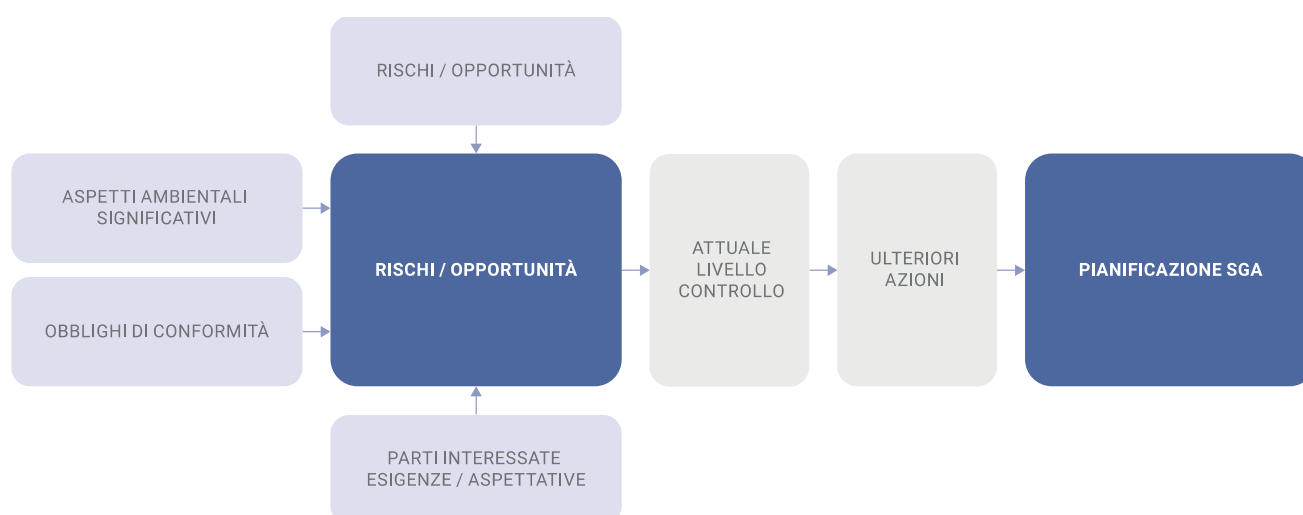 RISCHI / OPPORTUNITÀ
ASPETTI AMBIENTALI
SIGNIFICATIVI
OBBLIGHI DI CONFORMITÀ
RISCHI / OPPORTUNITÀ
ATTUALE
LIVELLO
CONTROLLO
ULTERIORI
AZIONI
PIANIFICAZIONE SGA
PARTI INTERESSATE
ESIGENZE / ASPETTATIVE